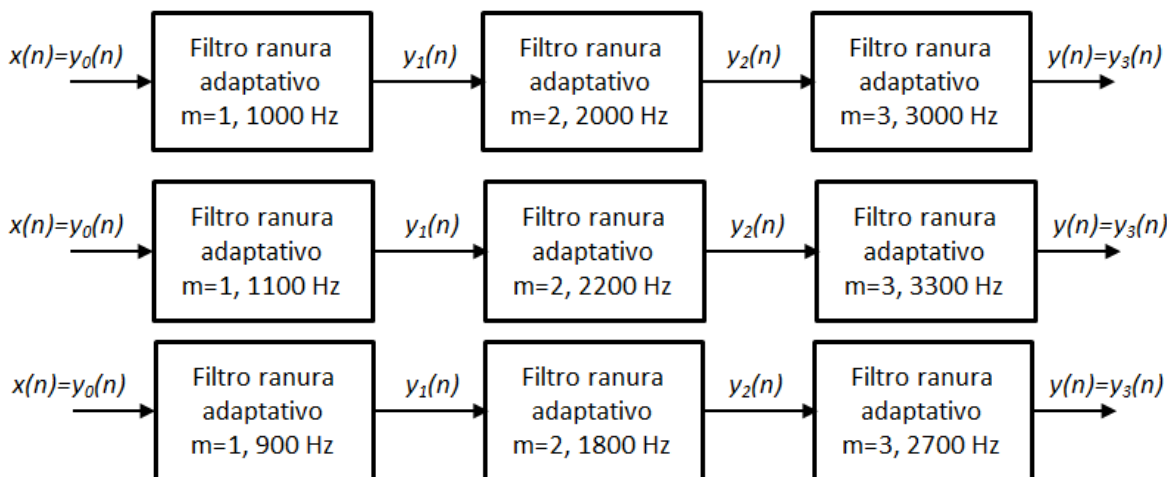 x(n)=y0(n)
Filtro ranura
adaptativo
m=1, 1000 Hz
y1(n)
Filtro ranura
adaptativo
m=2, 2000 Hz
y2(n)
Filtro ranura
adaptativo
m=3, 3000 Hz
y(n)=y3(n)
x(n)=y0(n)
Filtro ranura
adaptativo
m=1, 1100 Hz
y1(n)
Filtro ranura
adaptativo
m=2, 2200 Hz
y2(n)
Filtro ranura
adaptativo
m=3, 3300 Hz
y(n)=y3(n)
x(n)=y0(n)
Filtro ranura
adaptativo
m=1, 900 Hz
y1(n)
Filtro ranura
adaptativo
m=2, 1800 Hz
y2(n)
Filtro ranura
adaptativo
m=3, 2700 Hz
y(n)=y3(n)